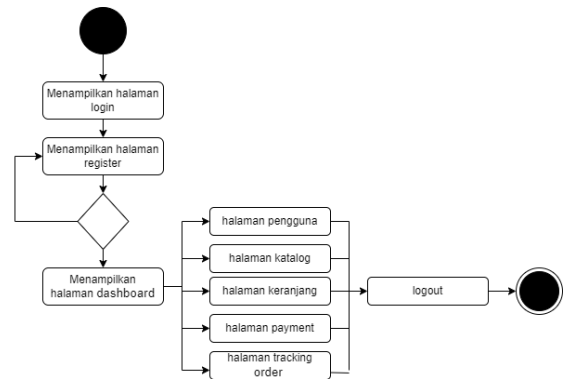 Menampilkan halaman
login
Menampilkan halaman
register
Menampilkan
halaman dashboard
halaman pengguna
halaman katalog
halaman keranjang
halaman payment
halaman tracking
order
logout